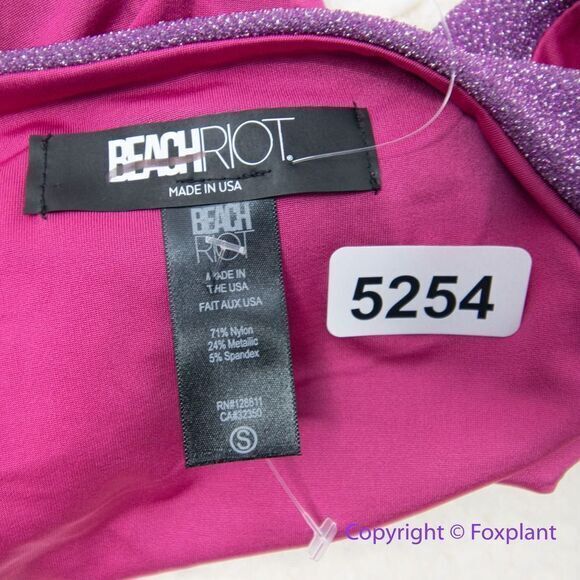 BEACHRIOT.
MADE IN USA
BEACH
RIOT
MADE IN
THE USA
FAIT AUX USA
71% Nylon
24% Metallic
5% Spandex
RN#128611
CA#32350
S
5254
Copyright © Foxplant